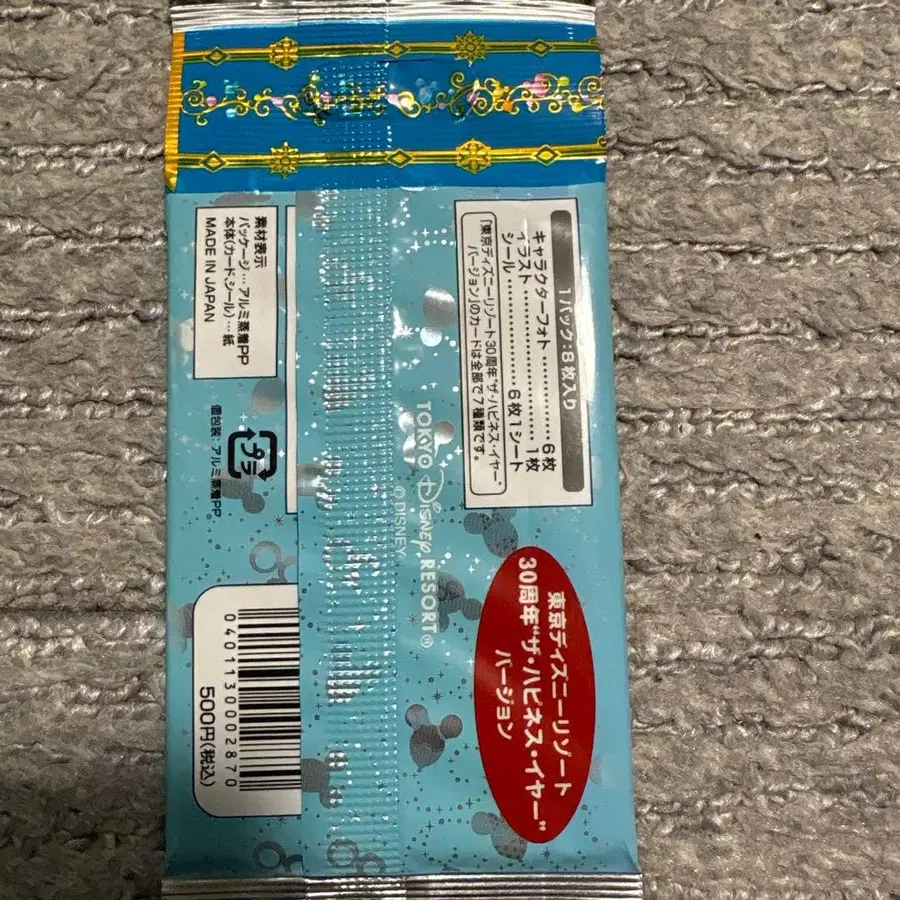 1パック:8枚入り
キャラクターフォト…………… 6枚
イラスト…………………… 1枚
シール…………… 6枚1シート
「東京ディズニーリゾート30周年“ザ・ハピネス・イヤー”
バージョン」のカードは全部で7種類です。
東京ディズニーリゾート
30周年“ザ・ハピネス・イヤー”
バージョン
TOKYO DISNEY RESORT®
©DISNEY
素材表示
パッケージ…アルミ蒸着PP
本体(カード、シール)…紙
MADE IN JAPAN
プラ
個包装:アルミ蒸着PP
0401130002870
500円(税込)